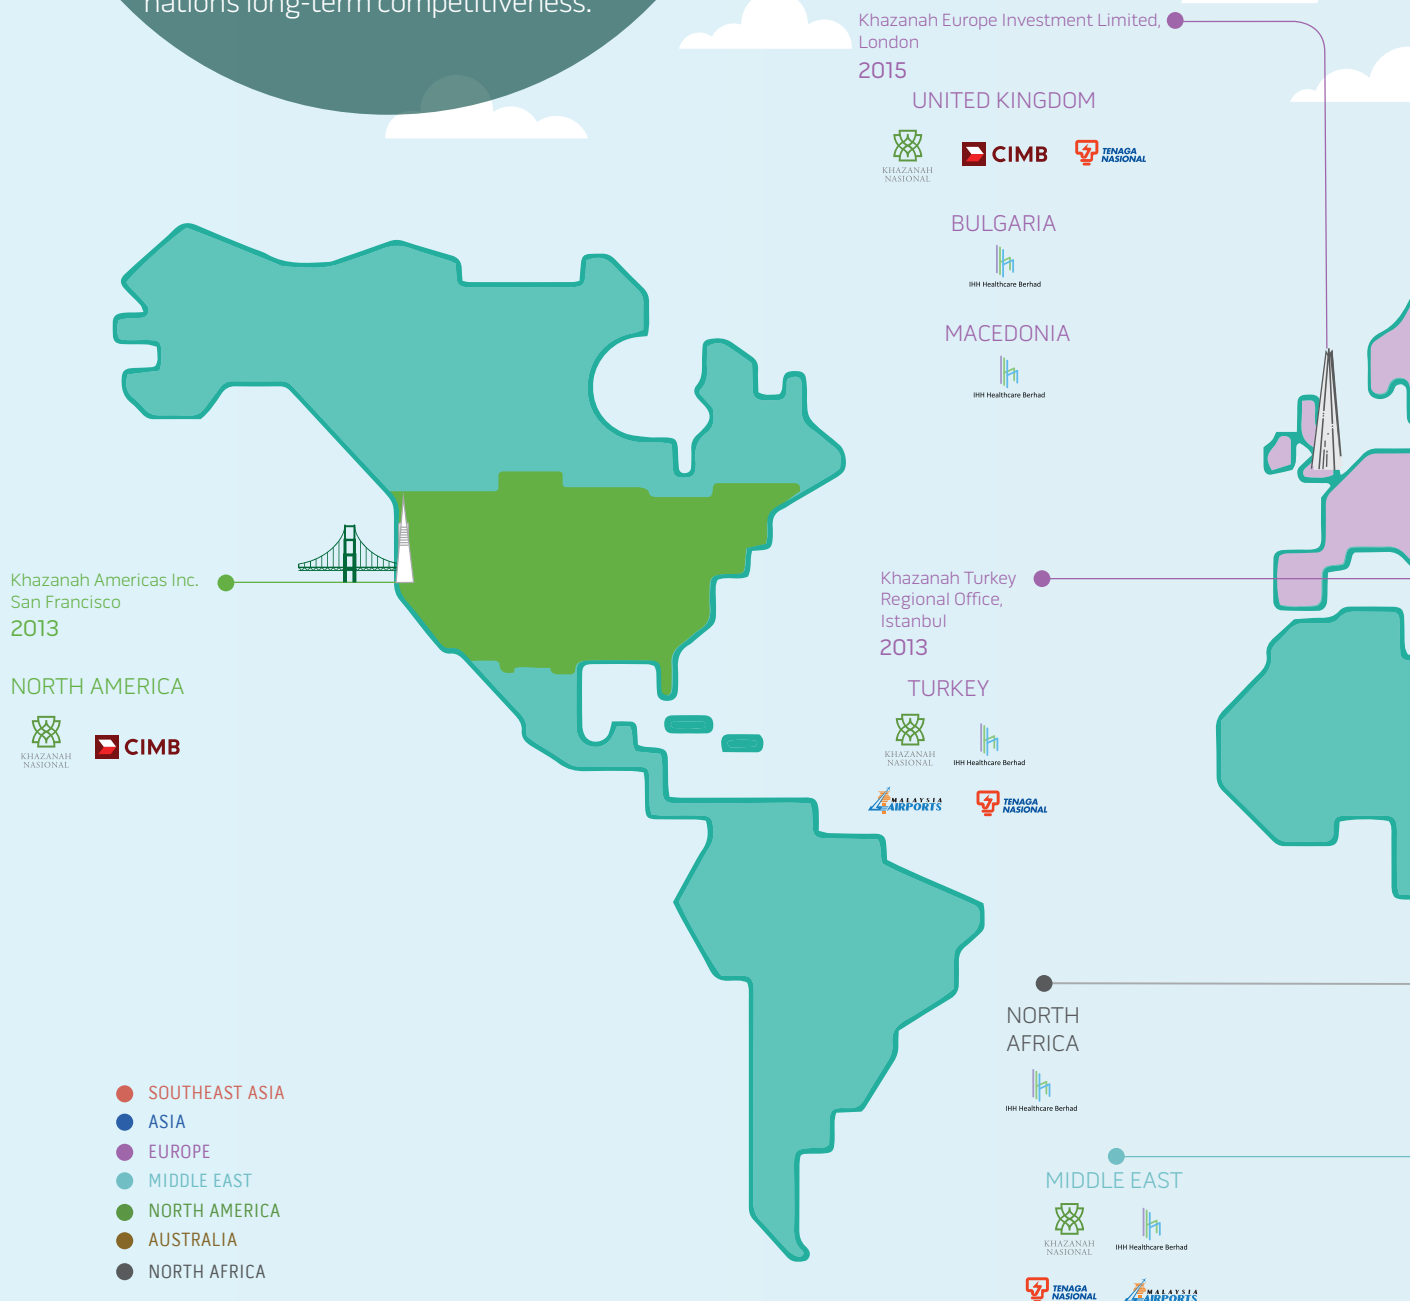 nation's long-term competitiveness.
Khazanah Europe Investment Limited,
London
2015
UNITED KINGDOM
KHAZANAH
NASIONAL
CIMB
TENAGA
NASIONAL
BULGARIA
IHH Healthcare Berhad
MACEDONIA
IHH Healthcare Berhad
Khazanah Americas Inc.
San Francisco
2013
NORTH AMERICA
KHAZANAH
NASIONAL
CIMB
Khazanah Turkey
Regional Office,
Istanbul
2013
TURKEY
KHAZANAH
NASIONAL
IHH Healthcare Berhad
MALAYSIA
AIRPORTS
TENAGA
NASIONAL
NORTH
AFRICA
IHH Healthcare Berhad
MIDDLE EAST
KHAZANAH
NASIONAL
IHH Healthcare Berhad
TENAGA
NASIONAL
MALAYSIA
AIRPORTS
SOUTHEAST ASIA
ASIA
EUROPE
MIDDLE EAST
NORTH AMERICA
AUSTRALIA
NORTH AFRICA